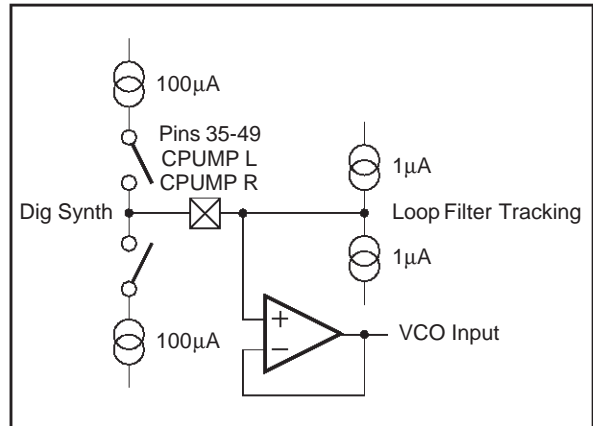 100μA
Pins 35-49
CPUMP L
CPUMP R
1μA
Dig Synth
Loop Filter Tracking
1μA
+
−
VCO Input
100μA